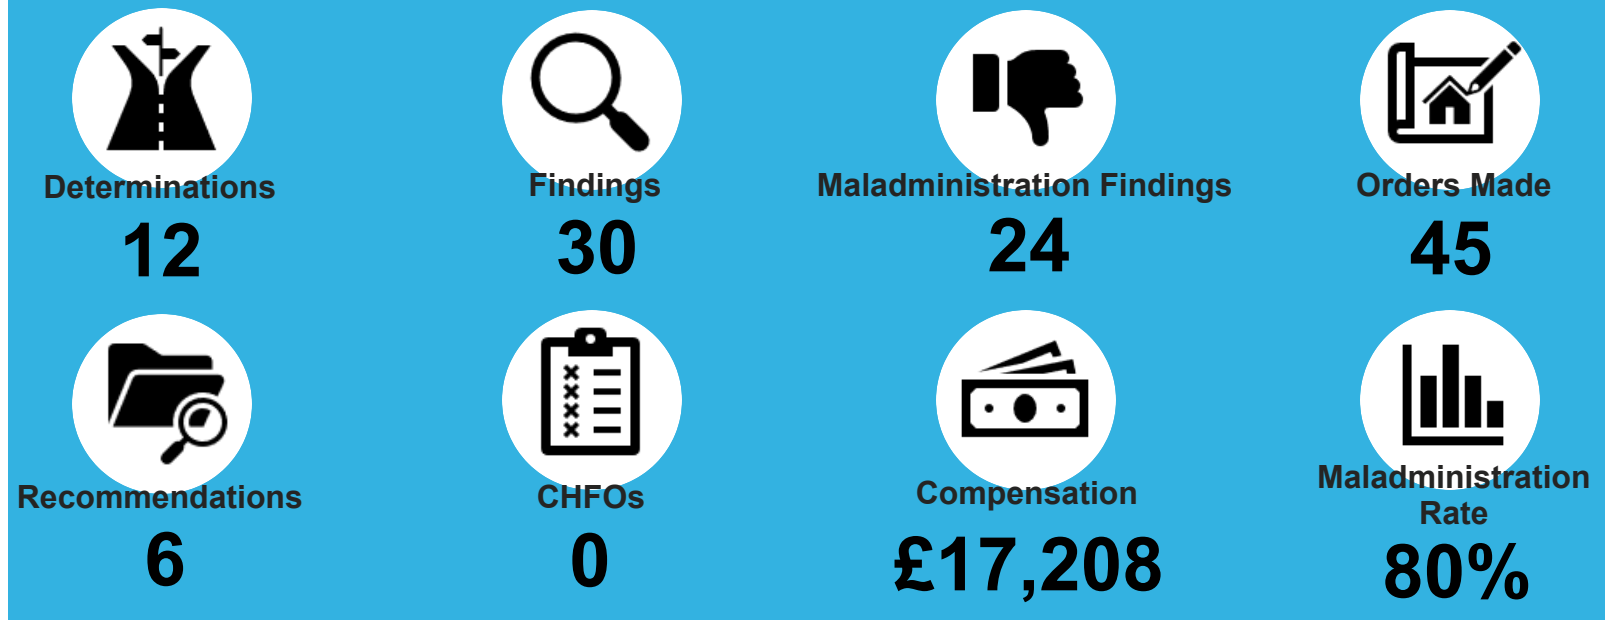 Determinations
12
Findings
30
Maladministration Findings
24
Orders Made
45
Recommendations
6
CHFOs
0
Compensation
£17,208
Maladministration
Rate
80%